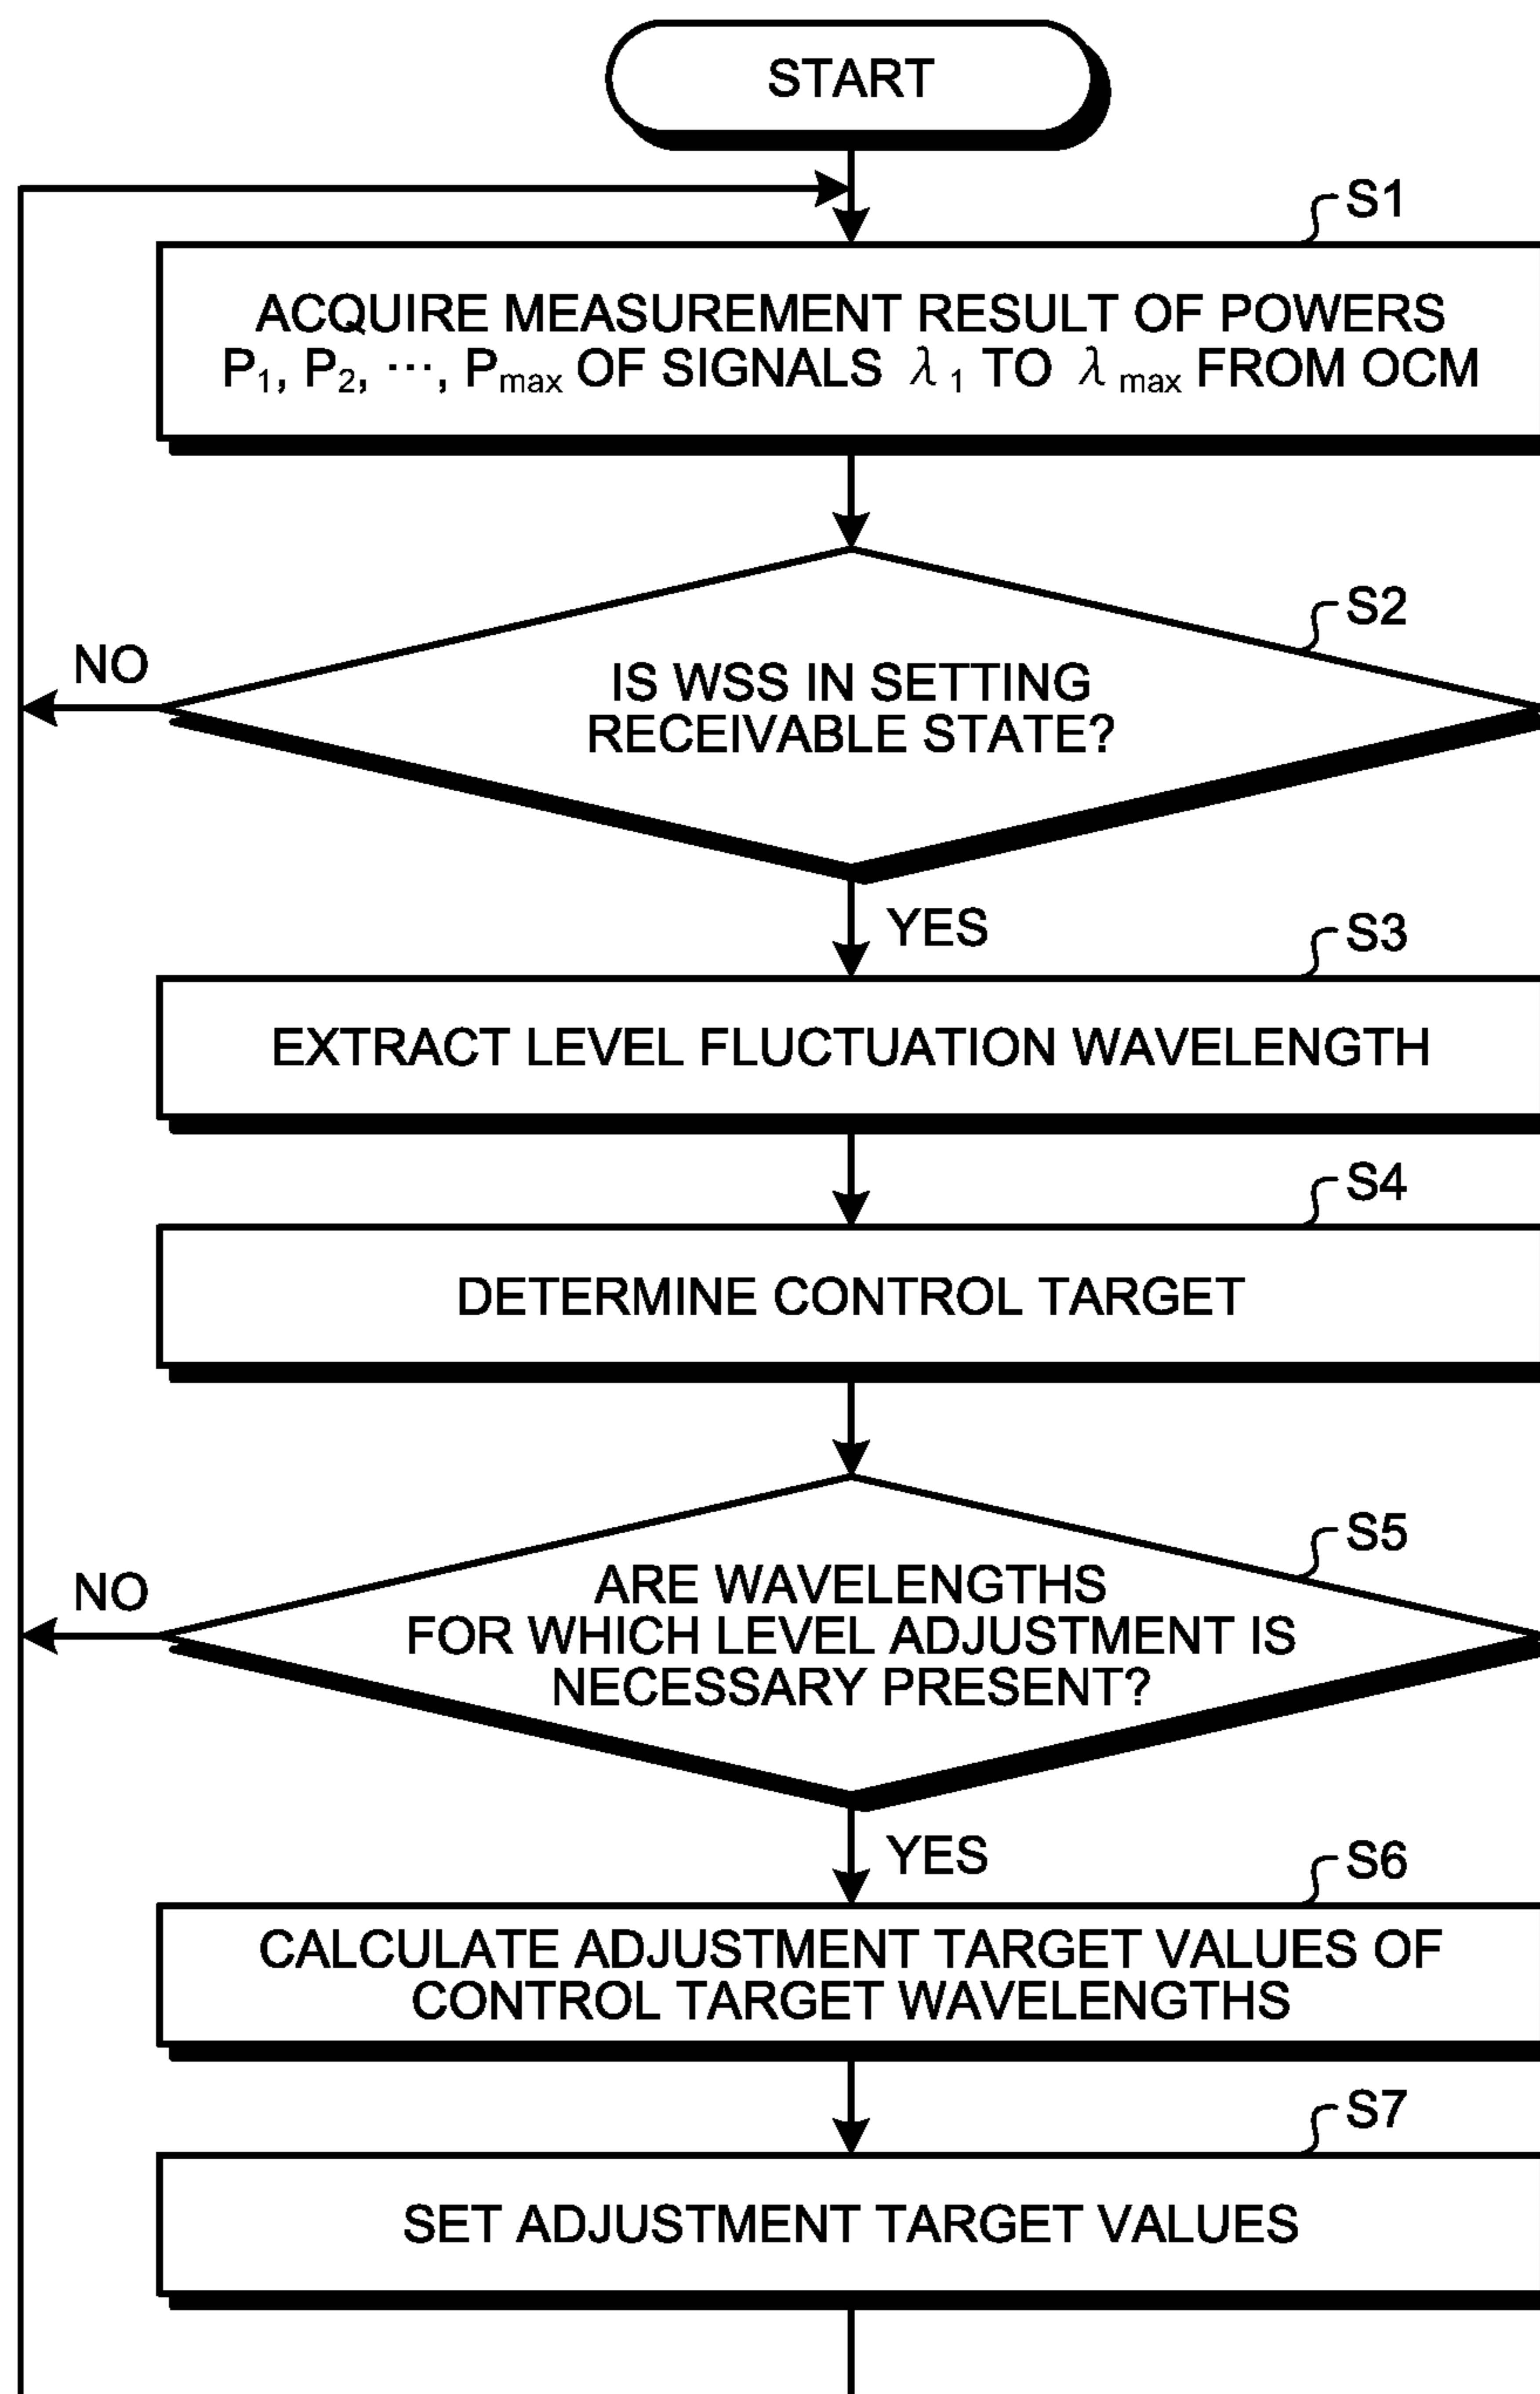 START
S1
ACQUIRE MEASUREMENT RESULT OF POWERS
P1, P2, ···, Pmax OF SIGNALS λ1 TO λmax FROM OCM
S2
NO
IS WSS IN SETTING
RECEIVABLE STATE?
YES
S3
EXTRACT LEVEL FLUCTUATION WAVELENGTH
S4
DETERMINE CONTROL TARGET
S5
NO
ARE WAVELENGTHS
FOR WHICH LEVEL ADJUSTMENT IS
NECESSARY PRESENT?
YES
S6
CALCULATE ADJUSTMENT TARGET VALUES OF
CONTROL TARGET WAVELENGTHS
S7
SET ADJUSTMENT TARGET VALUES